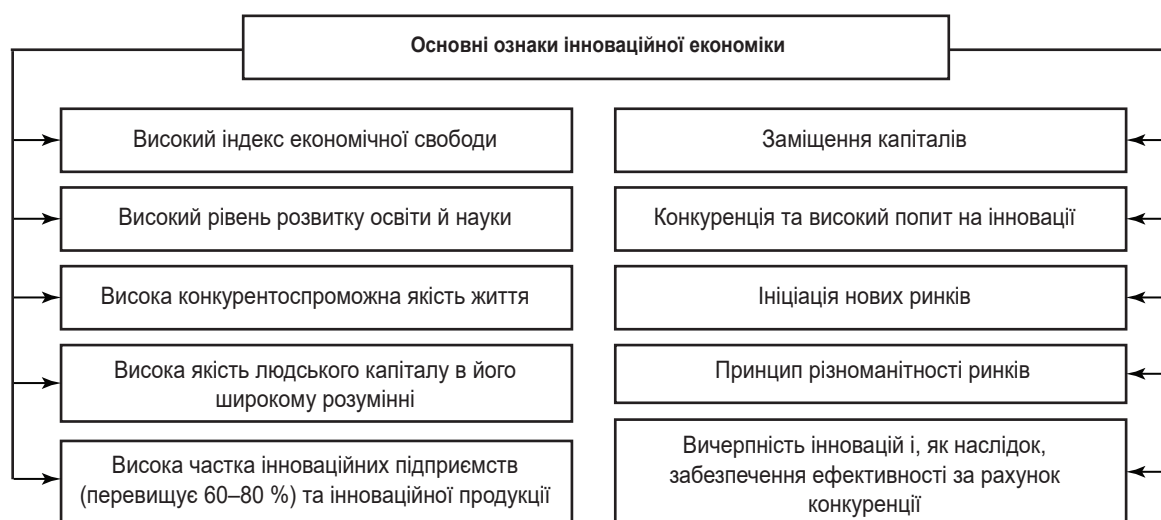 Основні ознаки інноваційної економіки
Високий індекс економічної свободи
Високий рівень розвитку освіти й науки
Висока конкурентоспроможна якість життя
Висока якість людського капіталу в його
широкому розумінні
Висока частка інноваційних підприємств
(перевищує 60–80 %) та інноваційної продукції
Заміщення капіталів
Конкуренція та високий попит на інновації
Ініціація нових ринків
Принцип різноманітності ринків
Вичерпність інновацій і, як наслідок,
забезпечення ефективності за рахунок
конкуренції